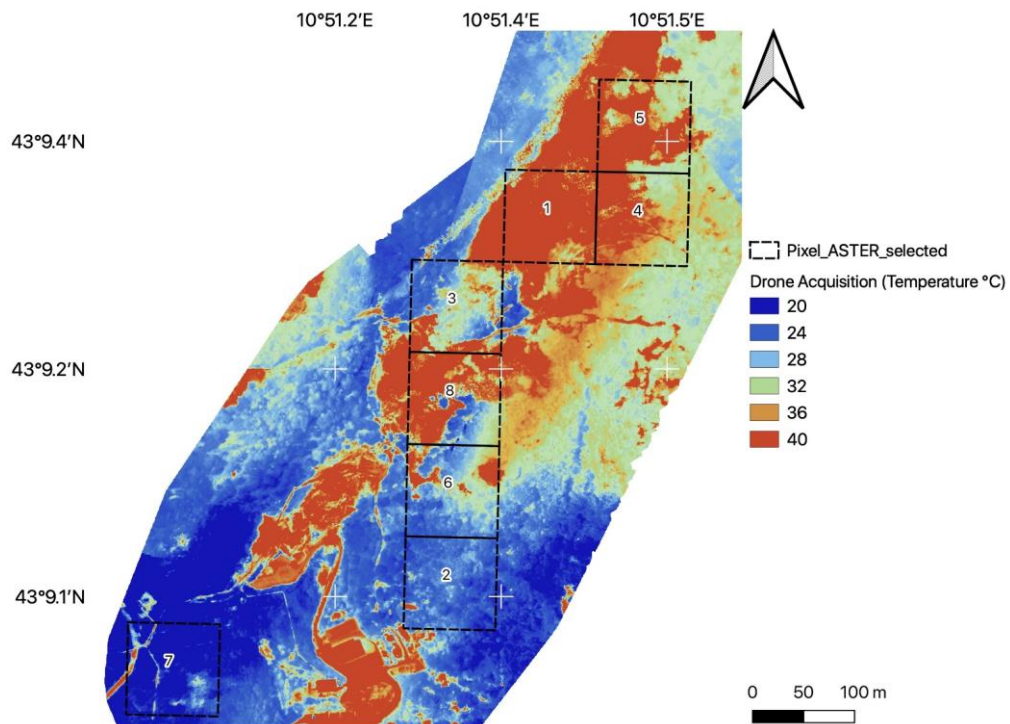 10°51.2′E 10°51.4′E 10°51.5′E
43°9.4′N
43°9.2′N
43°9.1′N
5
1
4
3
8
6
2
7
Pixel_ASTER_selected
Drone Acquisition (Temperature °C)
20
24
28
32
36
40
0 50 100 m